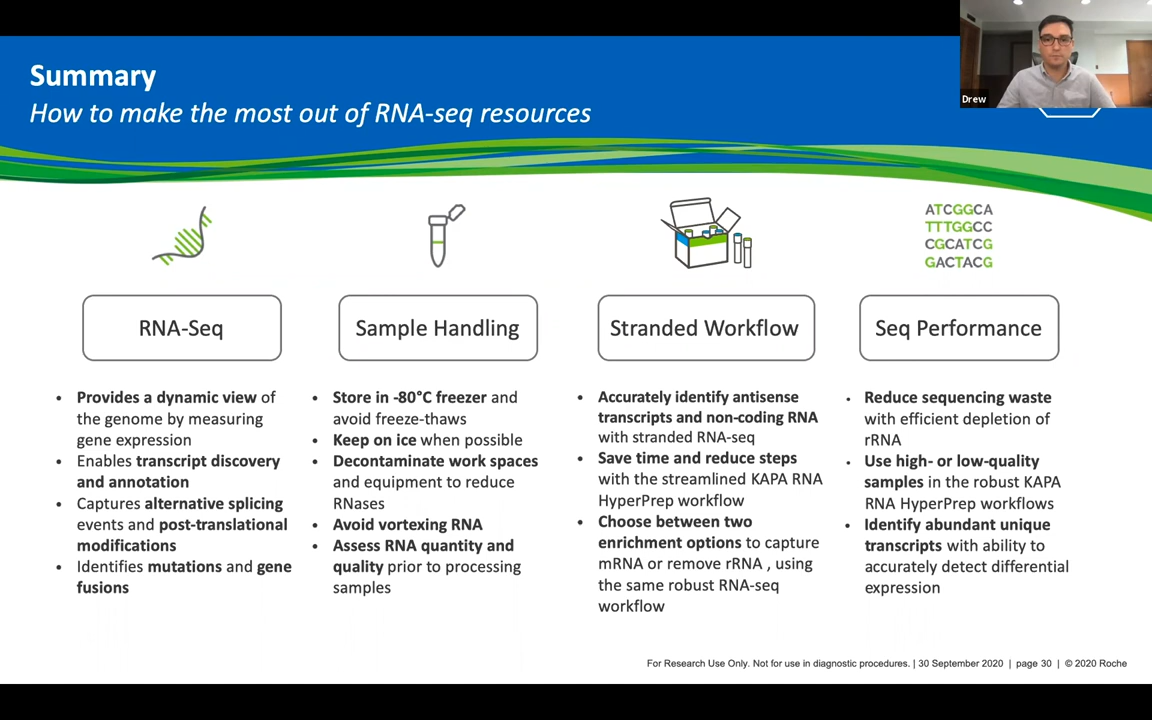 Drew
Summary
How to make the most out of RNA-seq resources
ATCGGCA
TTTGGCC
CGCATCG
GACTACG
RNA-Seq
Sample Handling
Stranded Workflow
Seq Performance
• Provides a dynamic view of
the genome by measuring
gene expression
• Enables transcript discovery
and annotation
• Captures alternative splicing
events and post-translational
modifications
• Identifies mutations and gene
fusions
• Store in -80°C freezer and
avoid freeze-thaws
• Keep on ice when possible
• Decontaminate work spaces
and equipment to reduce
RNases
• Avoid vortexing RNA
• Assess RNA quantity and
quality prior to processing
samples
• Accurately identify antisense
transcripts and non-coding RNA
with stranded RNA-seq
• Save time and reduce steps
with the streamlined KAPA RNA
HyperPrep workflow
• Choose between two
enrichment options to capture
mRNA or remove rRNA , using
the same robust RNA-seq
workflow
• Reduce sequencing waste
with efficient depletion of
rRNA
• Use high- or low-quality
samples in the robust KAPA
RNA HyperPrep workflows
• Identify abundant unique
transcripts with ability to
accurately detect differential
expression
For Research Use Only. Not for use in diagnostic procedures. | 30 September 2020 | page 30 | © 2020 Roche